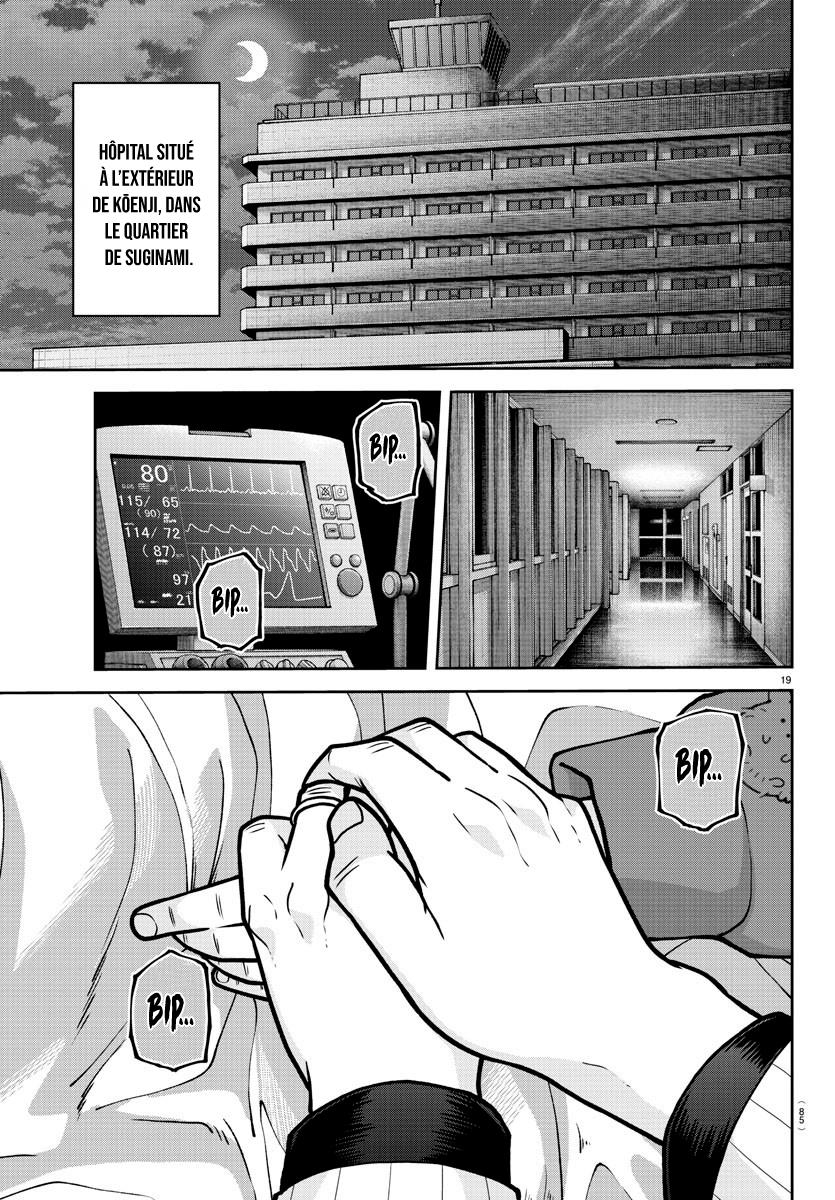 HÔPITAL SITUÉ
À L'EXTÉRIEUR
DE KŌENJI, DANS
LE QUARTIER
DE SUGINAMI.
BIP...
80
115/ 65
(90)
114/ 72
(87)
97
21
BIP...
19
BIP...
BIP...
(85)